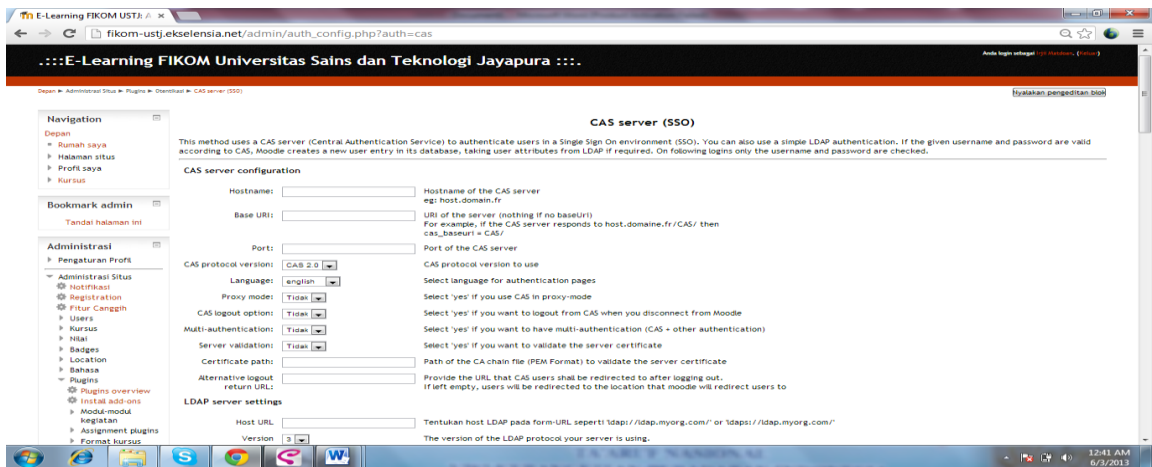 E-Learning FIKOM USTJ: A
fikom-ustj.ekselensia.net/admin/auth_config.php?auth=cas
.:::E-Learning FIKOM Universitas Sains dan Teknologi Jayapura :::.
Anda login sebagai
Depan ► Administrasi Situs ► Plugins ► Otentikasi ► CAS server (SSO)
Nyalakan pengeditan blok
Navigation
Depan
Rumah saya
Halaman situs
Profil saya
Kursus
Bookmark admin
Tandai halaman ini
Administrasi
Pengaturan Profil
Administrasi Situs
Notifikasi
Registration
Fitur Canggih
Users
Kursus
Nilai
Badges
Location
Bahasa
Plugins
Plugins overview
Install add-ons
Modul-modul
kegiatan
Assignment plugins
Format kursus
CAS server (SSO)
This method uses a CAS server (Central Authentication Service) to authenticate users in a Single Sign On environment (SSO). You can also use a simple LDAP authentication. If the given username and password are valid
according to CAS, Moodle creates a new user entry in its database, taking user attributes from LDAP if required. On following logins only the username and password are checked.
CAS server configuration
Hostname: Hostname of the CAS server
eg: host.domain.fr
Base URI: URI of the server (nothing if no baseUri)
For example, if the CAS server responds to host.domaine.fr/CAS/ then
cas_baseuri = CAS/
Port: Port of the CAS server
CAS protocol version: CAS 2.0 CAS protocol version to use
Language: english Select language for authentication pages
Proxy mode: Tidak Select 'yes' if you use CAS in proxy-mode
CAS logout option: Tidak Select 'yes' if you want to logout from CAS when you disconnect from Moodle
Multi-authentication: Tidak Select 'yes' if you want to have multi-authentication (CAS + other authentication)
Server validation: Tidak Select 'yes' if you want to validate the server certificate
Certificate path: Path of the CA chain file (PEM Format) to validate the server certificate
Alternative logout Provide the URL that CAS users shall be redirected to after logging out.
return URL: If left empty, users will be redirected to the location that moodle will redirect users to
LDAP server settings
Host URL Tentukan host LDAP pada form-URL seperti 'ldap://ldap.myorg.com/' or 'ldaps://ldap.myorg.com/'
Version 3 The version of the LDAP protocol your server is using.
12:41 AM
6/3/2013